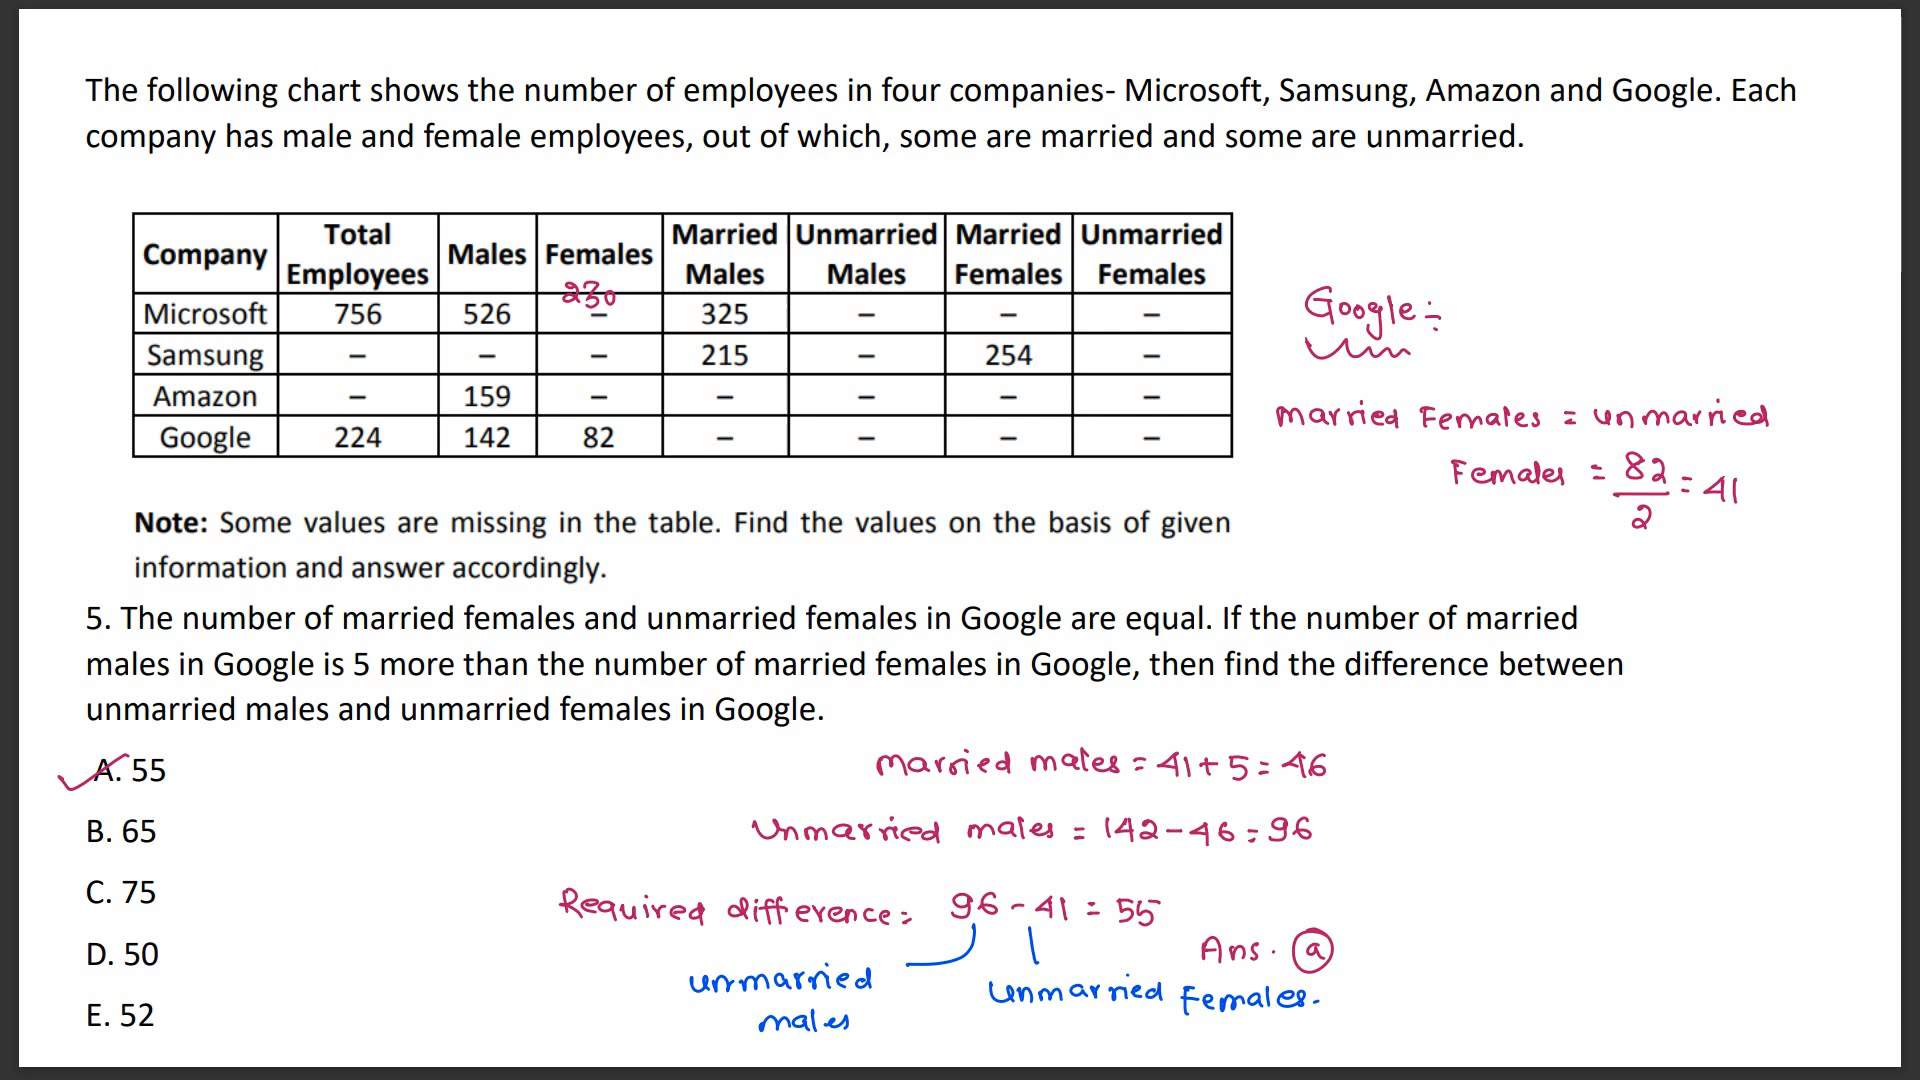 The following chart shows the number of employees in four companies- Microsoft, Samsung, Amazon and Google. Each
company has male and female employees, out of which, some are married and some are unmarried.
Company | Total Employees | Males | Females | Married Males | Unmarried Males | Married Females | Unmarried Females
230
Microsoft | 756 | 526 | – | 325 | – | – | –
Samsung | – | – | – | 215 | – | 254 | –
Amazon | – | 159 | – | – | – | – | –
Google | 224 | 142 | 82 | – | – | – | –
Google :-
Married Females = unmarried
Females = 82/2 = 41
Note: Some values are missing in the table. Find the values on the basis of given
information and answer accordingly.
5. The number of married females and unmarried females in Google are equal. If the number of married
males in Google is 5 more than the number of married females in Google, then find the difference between
unmarried males and unmarried females in Google.
A. 55
B. 65
C. 75
D. 50
E. 52
Married males = 41 + 5 = 46
Unmarried males = 142 - 46 = 96
Required difference = 96 - 41 = 55
Ans. (a)
unmarried
males
Unmarried Females.